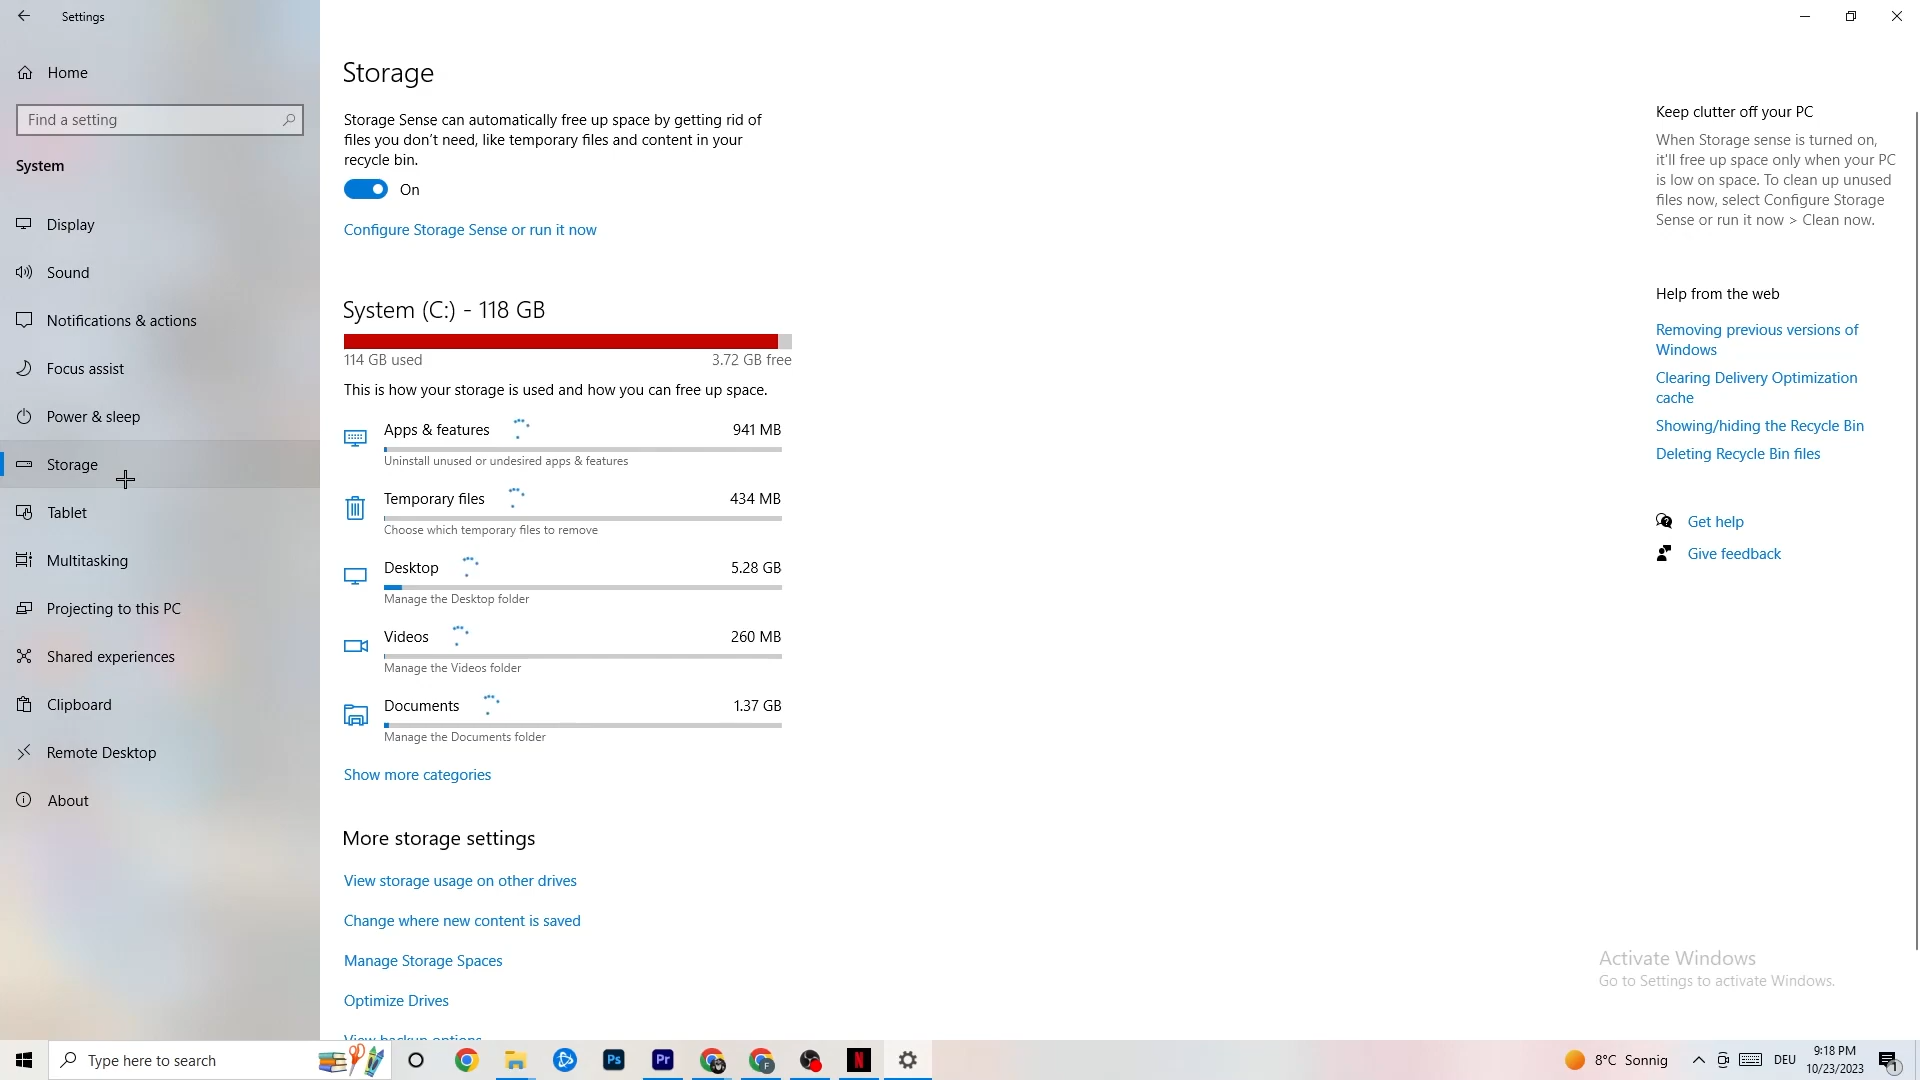 Settings
Home
Find a setting
System
Display
Sound
Notifications & actions
Focus assist
Power & sleep
Storage
Tablet
Multitasking
Projecting to this PC
Shared experiences
Clipboard
Remote Desktop
About
Storage
Storage Sense can automatically free up space by getting rid of
files you don't need, like temporary files and content in your
recycle bin.
On
Configure Storage Sense or run it now
System (C:) - 118 GB
114 GB used 3.72 GB free
This is how your storage is used and how you can free up space.
Apps & features 941 MB
Uninstall unused or undesired apps & features
Temporary files 434 MB
Choose which temporary files to remove
Desktop 5.28 GB
Manage the Desktop folder
Videos 260 MB
Manage the Videos folder
Documents 1.37 GB
Manage the Documents folder
Show more categories
More storage settings
View storage usage on other drives
Change where new content is saved
Manage Storage Spaces
Optimize Drives
View backup options
Keep clutter off your PC
When Storage sense is turned on,
it'll free up space only when your PC
is low on space. To clean up unused
files now, select Configure Storage
Sense or run it now > Clean now.
Help from the web
Removing previous versions of
Windows
Clearing Delivery Optimization
cache
Showing/hiding the Recycle Bin
Deleting Recycle Bin files
Get help
Give feedback
Activate Windows
Go to Settings to activate Windows.
Type here to search
Ps
Pr
F
N
8°C Sonnig
DEU
9:18 PM
10/23/2023
1